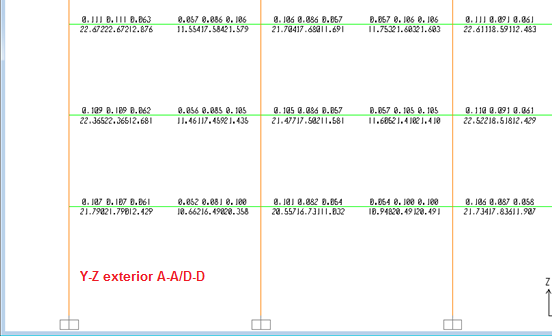 0.111 0.111 0.063 0.057 0.086 0.106 0.106 0.086 0.057 0.057 0.106 0.106 0.111 0.091 0.061
22.67222.67212.876 11.55417.58421.579 21.70417.68011.691 11.75321.60321.603 22.61118.59112.483
0.109 0.109 0.062 0.056 0.085 0.105 0.105 0.086 0.057 0.057 0.105 0.105 0.110 0.091 0.061
22.36522.36512.681 11.46117.45921.435 21.47717.50211.581 11.60521.41021.410 22.52218.51812.429
0.107 0.107 0.061 0.052 0.081 0.100 0.101 0.082 0.054 0.054 0.100 0.100 0.106 0.087 0.058
21.79021.79012.429 10.66216.49020.358 20.55716.73111.032 10.94820.49120.491 21.73417.83611.907
Y-Z exterior A-A/D-D
Z